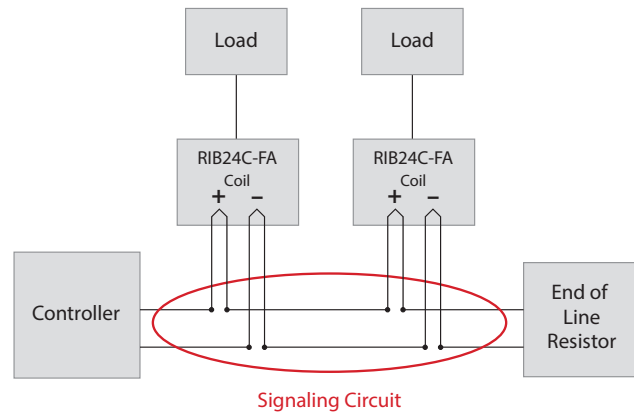 Load
Load
RIB24C-FA
Coil
+ –
RIB24C-FA
Coil
+ –
Controller
End of
Line
Resistor
Signaling Circuit